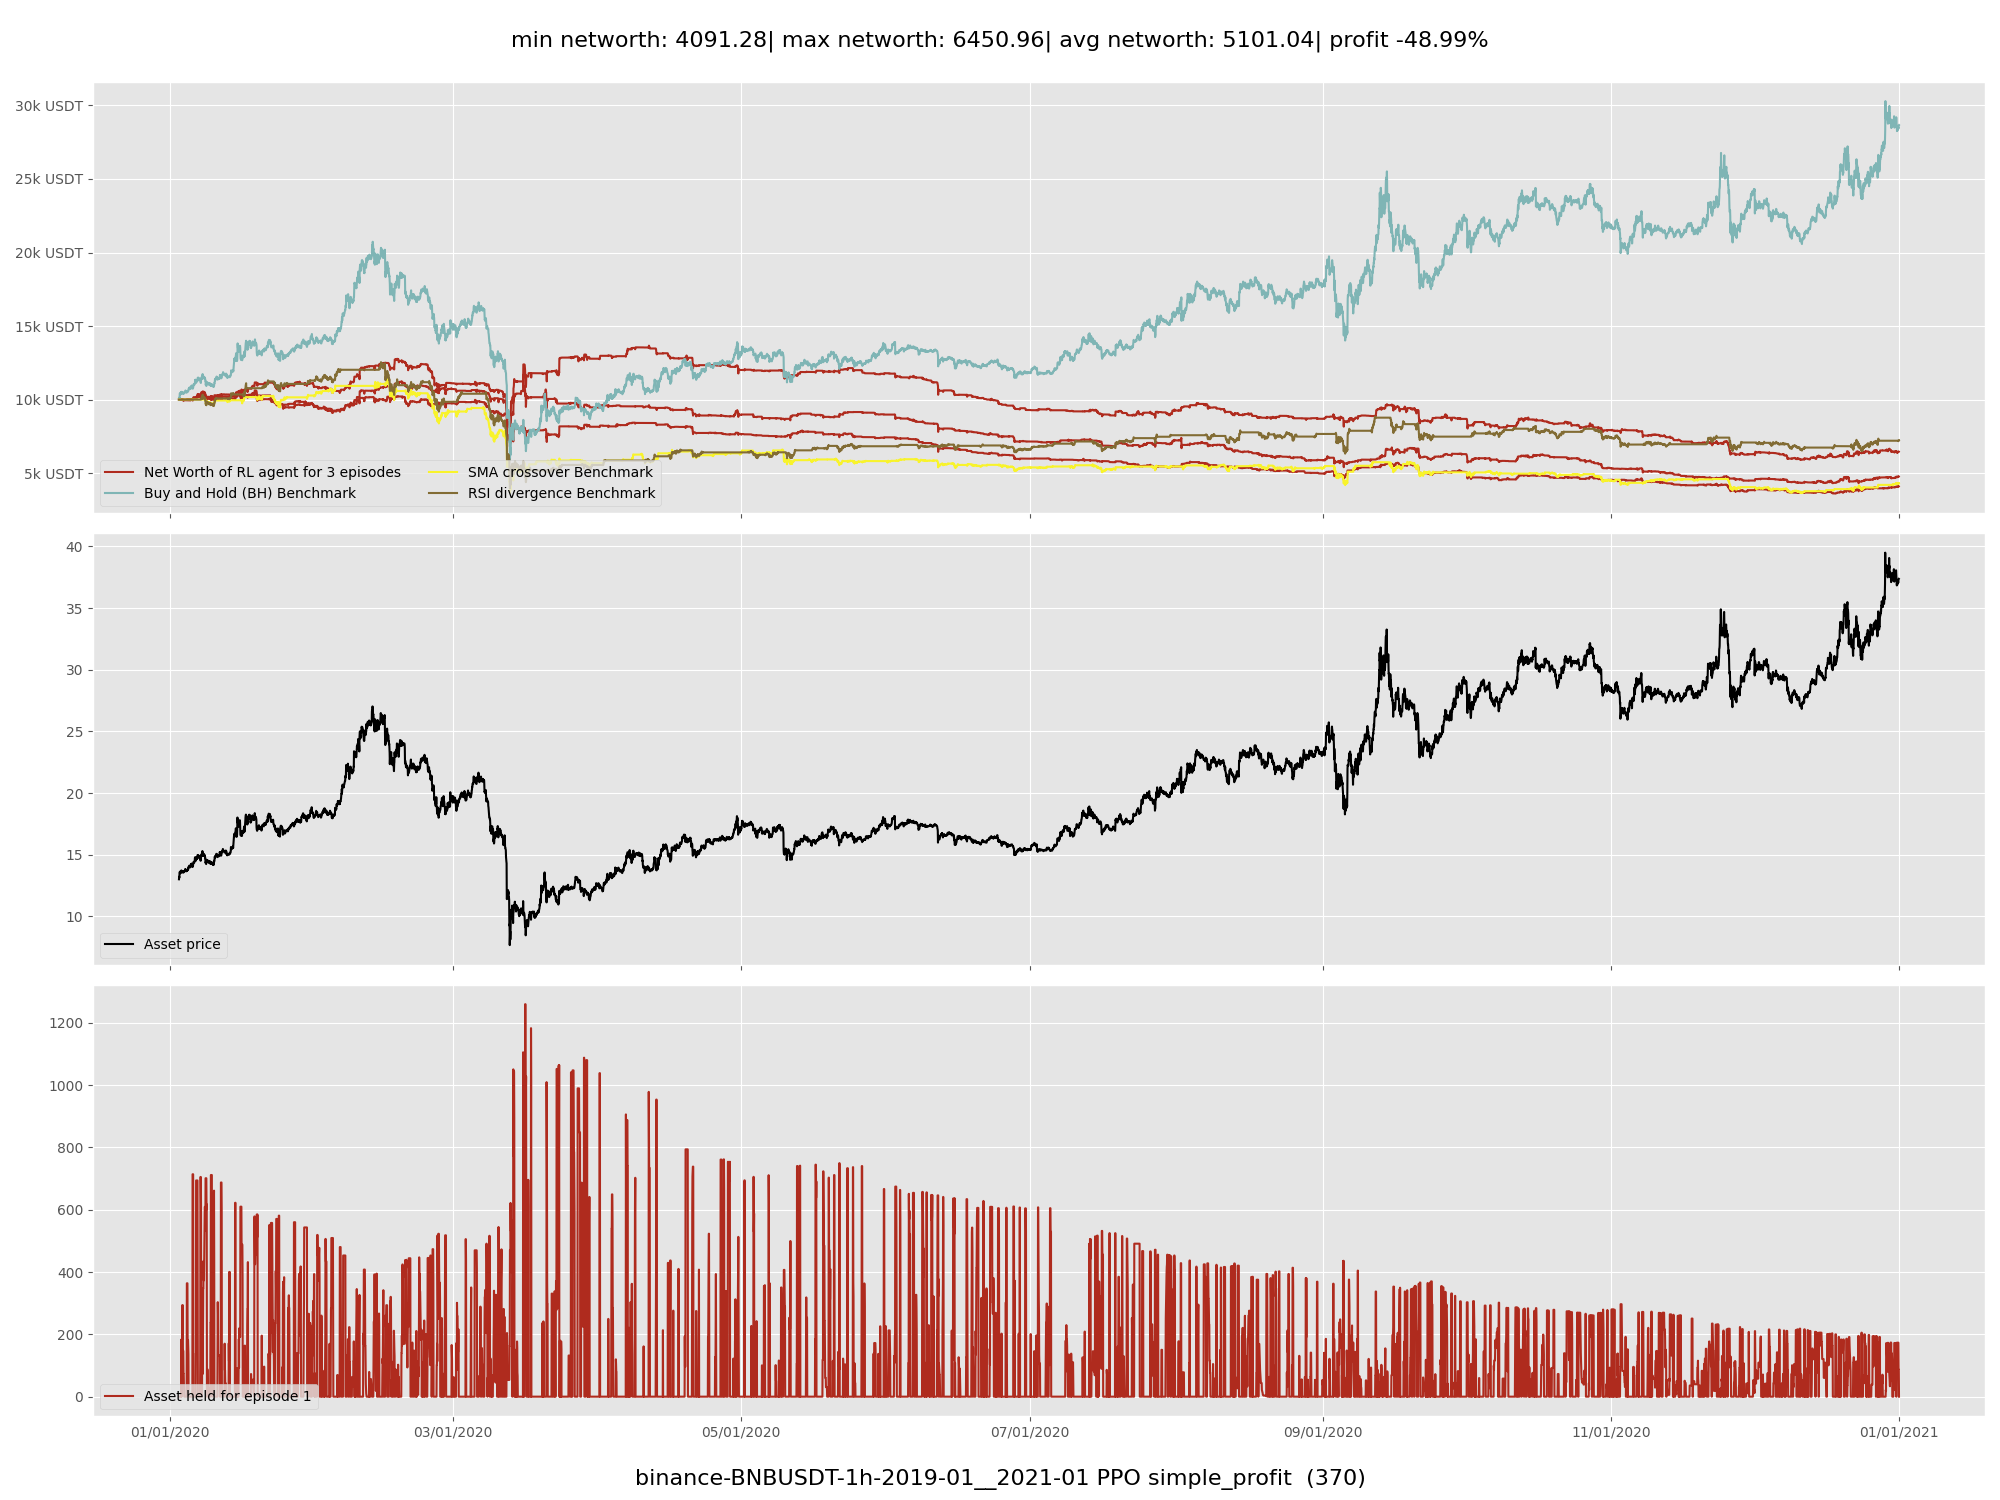 min networth: 4091.28| max networth: 6450.96| avg networth: 5101.04| profit -48.99%
30k USDT
25k USDT
20k USDT
15k USDT
10k USDT
5k USDT
Net Worth of RL agent for 3 episodes
Buy and Hold (BH) Benchmark
SMA crossover Benchmark
RSI divergence Benchmark
40
35
30
25
20
15
10
Asset price
1200
1000
800
600
400
200
0
Asset held for episode 1
01/01/2020 03/01/2020 05/01/2020 07/01/2020 09/01/2020 11/01/2020 01/01/2021
binance-BNBUSDT-1h-2019-01__2021-01 PPO simple_profit (370)